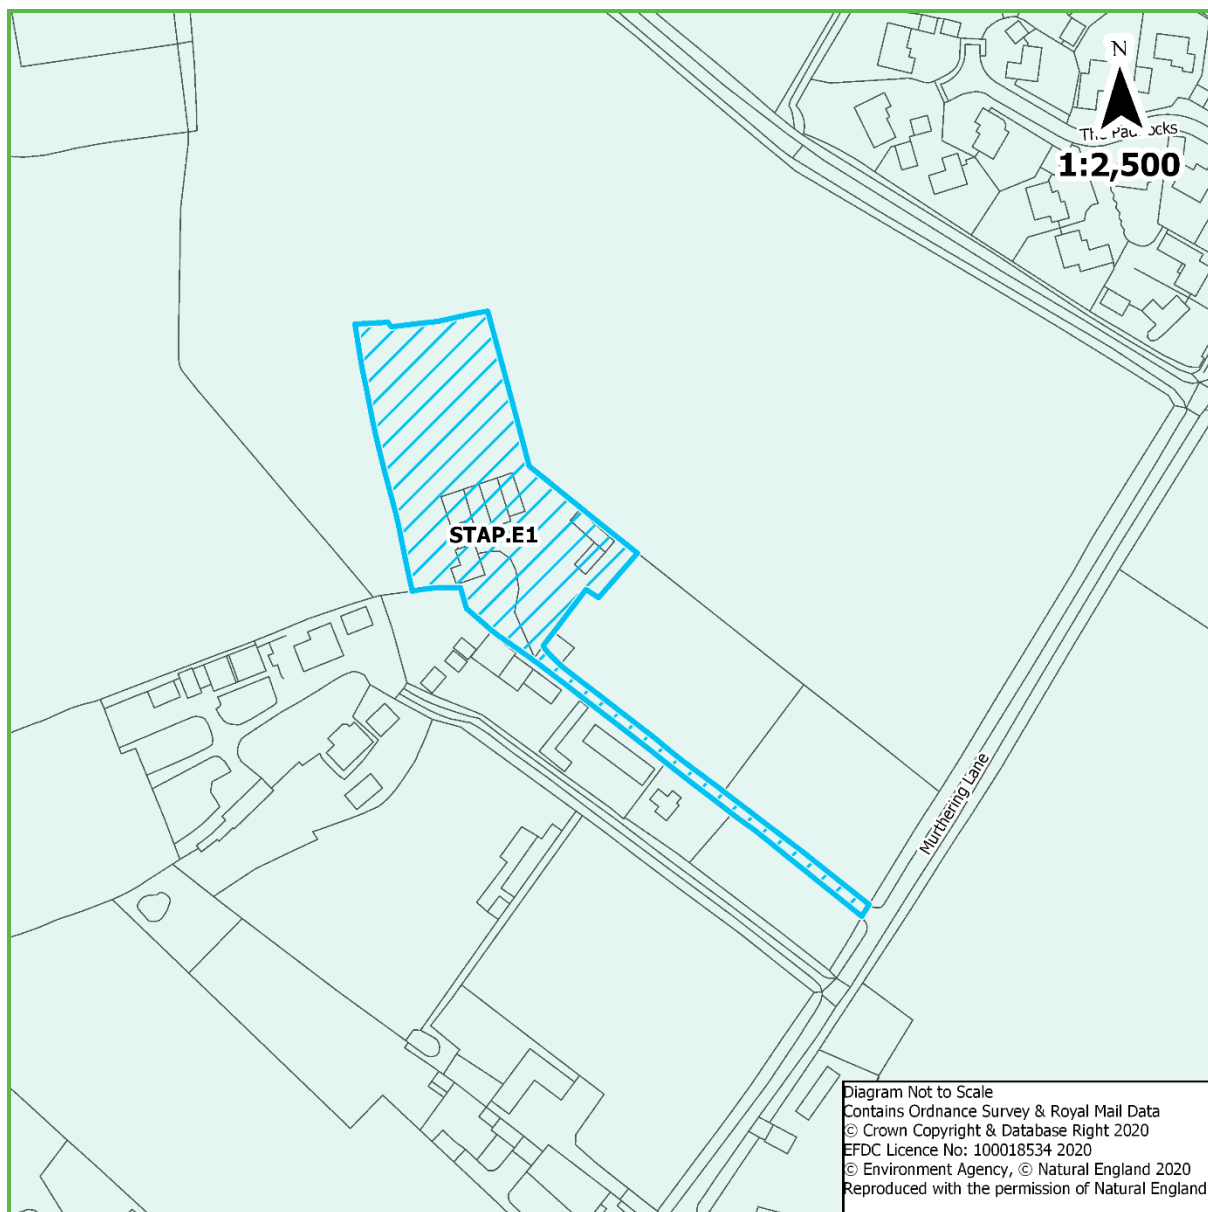 N
The Paddocks
1:2,500
STAP.E1
Murthering Lane
Diagram Not to Scale
Contains Ordnance Survey & Royal Mail Data
© Crown Copyright & Database Right 2020
EFDC Licence No: 100018534 2020
© Environment Agency, © Natural England 2020
Reproduced with the permission of Natural England